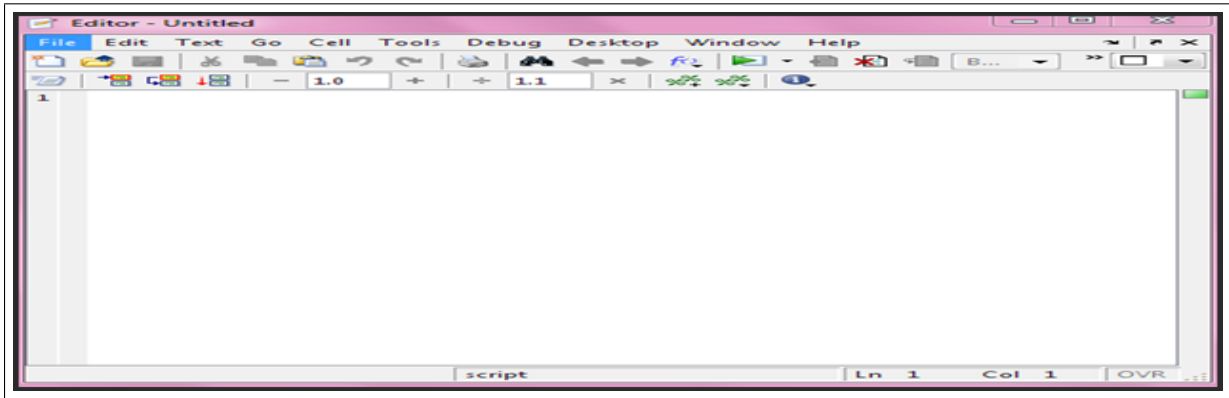 Editor - Untitled
File Edit Text Go Cell Tools Debug Desktop Window Help
B... »
1.0 1.1
1
script Ln 1 Col 1 OVR